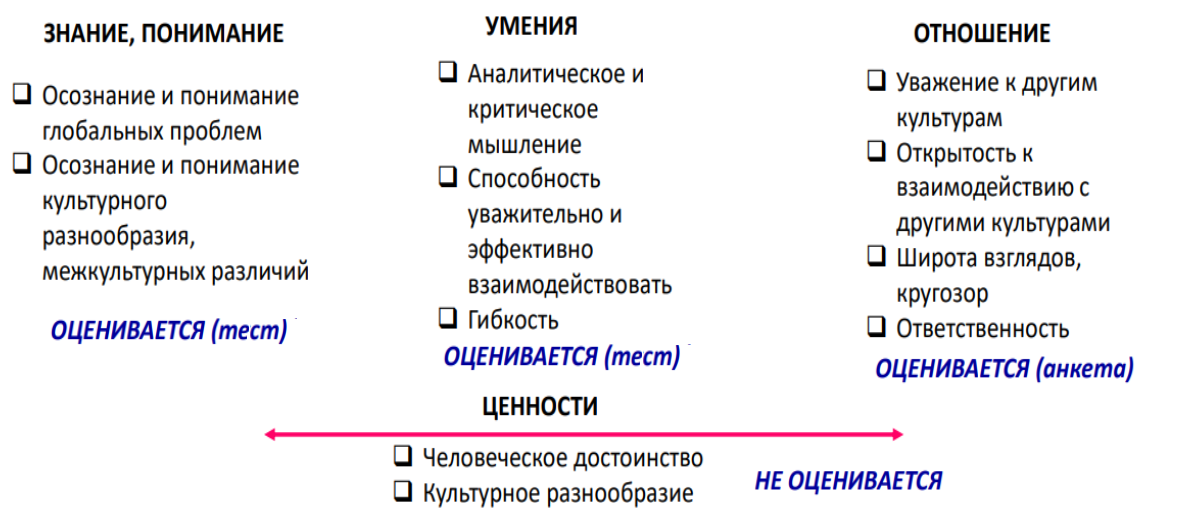 ЗНАНИЕ, ПОНИМАНИЕ
❑ Осознание и понимание
глобальных проблем
❑ Осознание и понимание
культурного
разнообразия,
межкультурных различий
ОЦЕНИВАЕТСЯ (тест)
УМЕНИЯ
❑ Аналитическое и
критическое
мышление
❑ Способность
уважительно и
эффективно
взаимодействовать
❑ Гибкость
ОЦЕНИВАЕТСЯ (тест)
ОТНОШЕНИЕ
❑ Уважение к другим
культурам
❑ Открытость к
взаимодействию с
другими культурами
❑ Широта взглядов,
кругозор
❑ Ответственность
ОЦЕНИВАЕТСЯ (анкета)
ЦЕННОСТИ
❑ Человеческое достоинство
❑ Культурное разнообразие
НЕ ОЦЕНИВАЕТСЯ